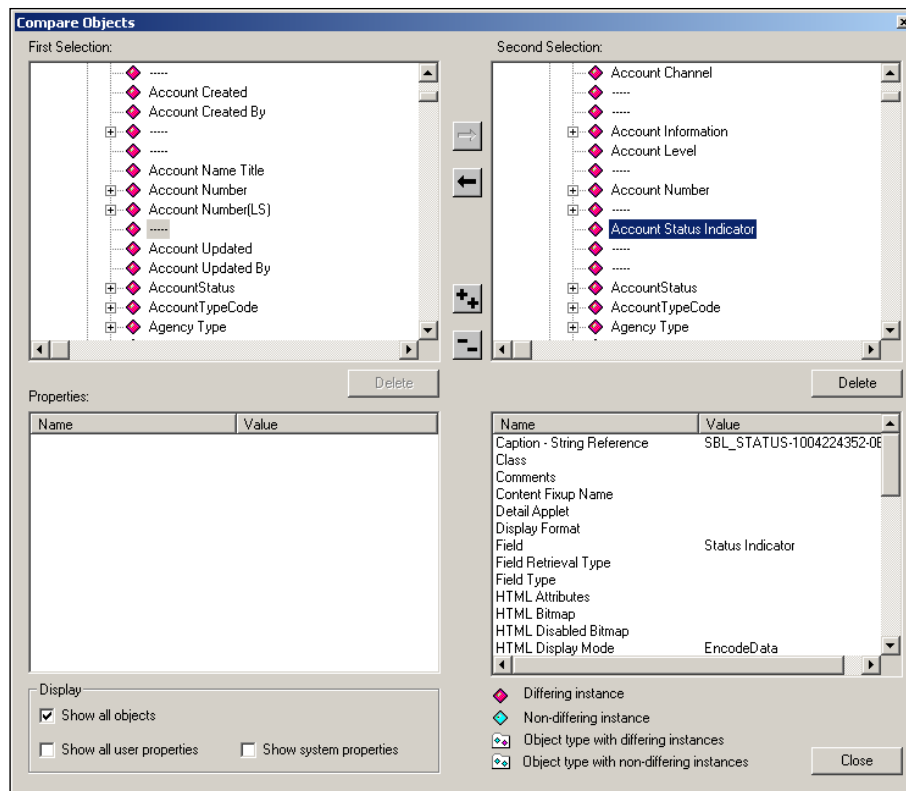 Compare Objects
First Selection:
-----
Account Created
Account Created By
-----
-----
Account Name Title
Account Number
Account Number(LS)
-----
Account Updated
Account Updated By
AccountStatus
AccountTypeCode
Agency Type
Delete
Second Selection:
Account Channel
-----
-----
Account Information
Account Level
-----
Account Number
-----
Account Status Indicator
-----
-----
AccountStatus
AccountTypeCode
Agency Type
Delete
Properties:
Name Value
Name Value
Caption - String Reference SBL_STATUS-1004224352-0E
Class
Comments
Content Fixup Name
Detail Applet
Display Format
Field Status Indicator
Field Retrieval Type
Field Type
HTML Attributes
HTML Bitmap
HTML Disabled Bitmap
HTML Display Mode EncodeData
Display
Show all objects
Show all user properties Show system properties
Differing instance
Non-differing instance
Object type with differing instances
Object type with non-differing instances
Close